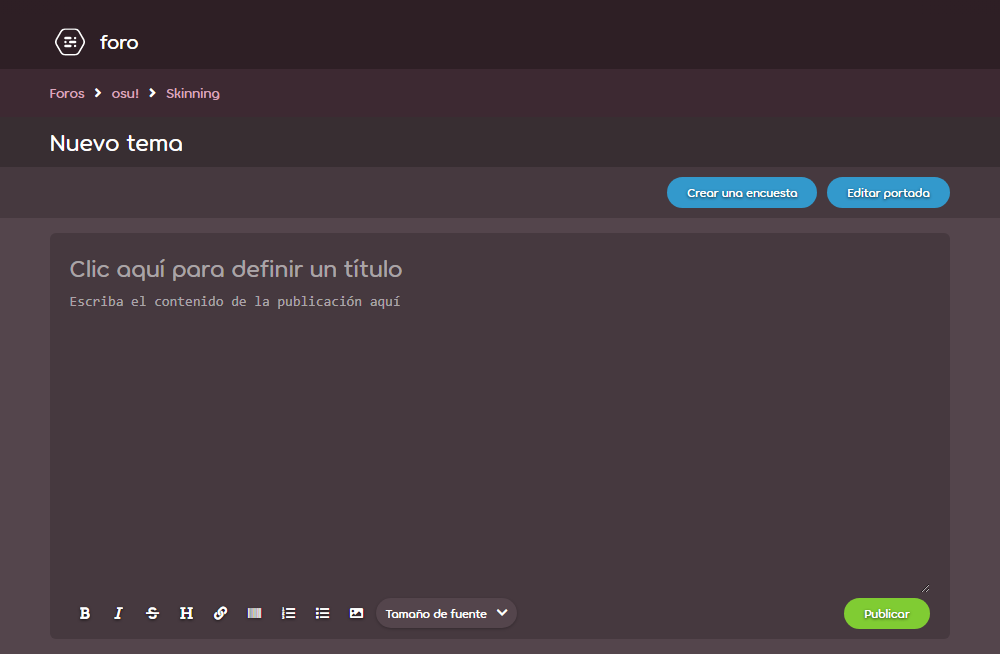 foro
Foros > osu! > Skinning
Nuevo tema
Crear una encuesta Editar portada
Clic aquí para definir un título
Escriba el contenido de la publicación aquí
B I S H Tamaño de fuente Publicar